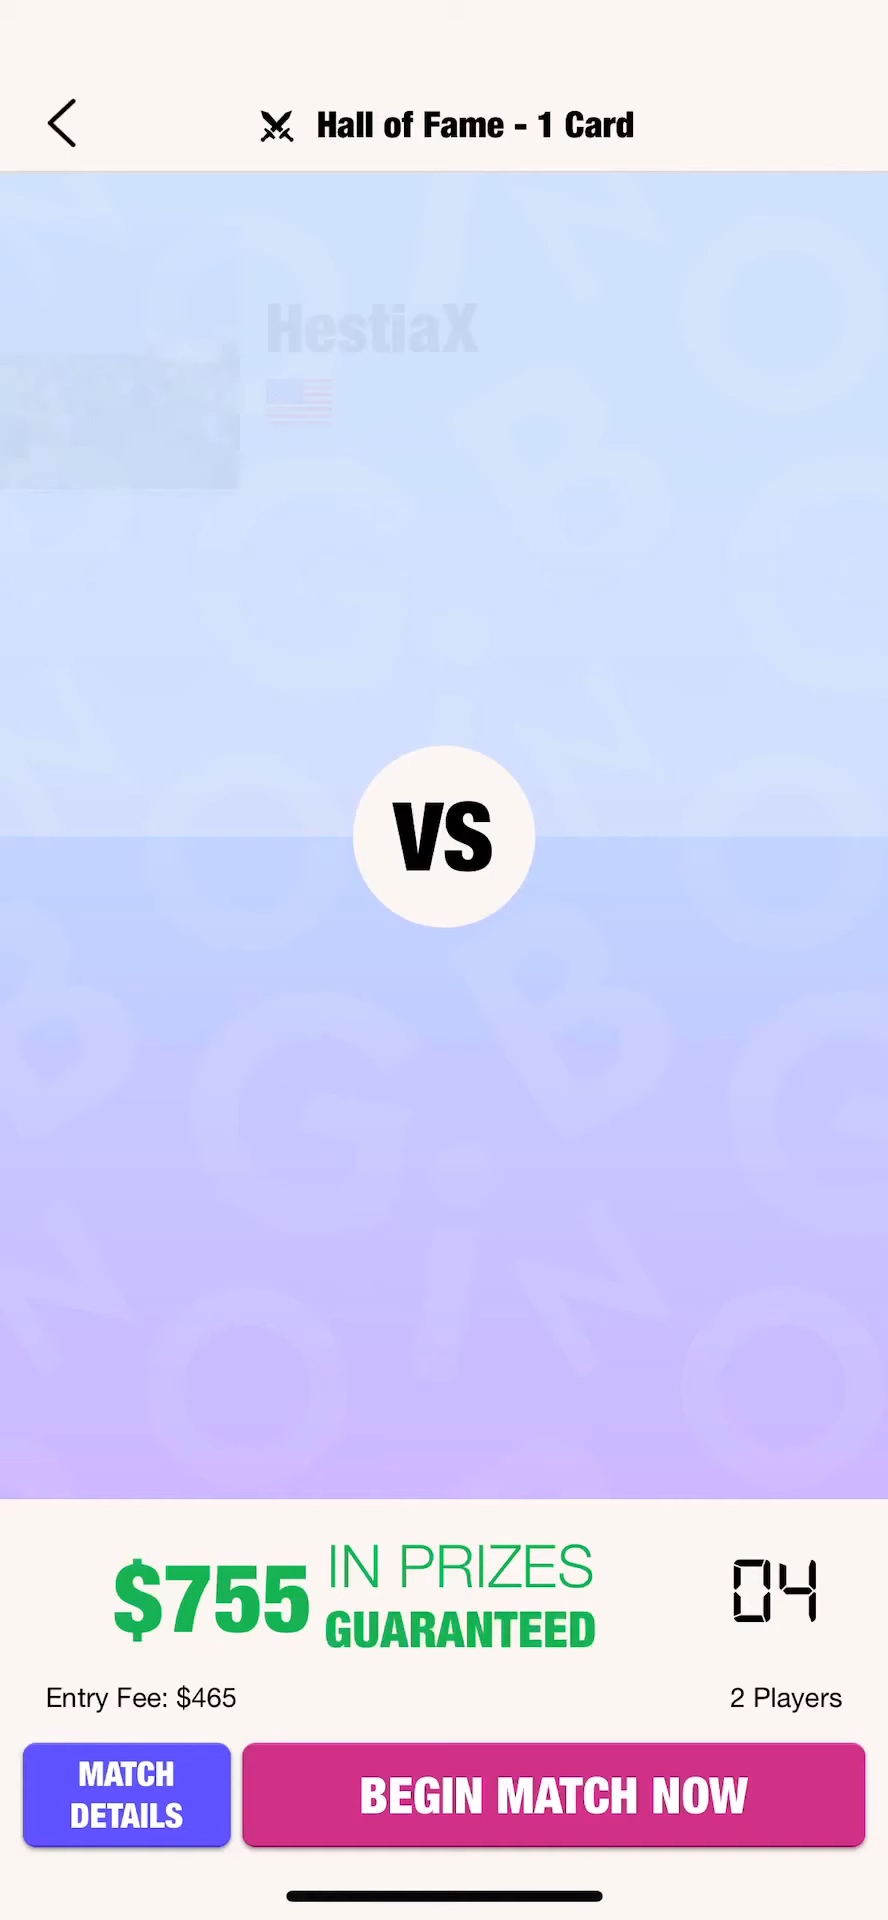 Hall of Fame - 1 Card
HestiaX
VS
$755 IN PRIZES GUARANTEED
04
Entry Fee: $465
2 Players
MATCH DETAILS
BEGIN MATCH NOW